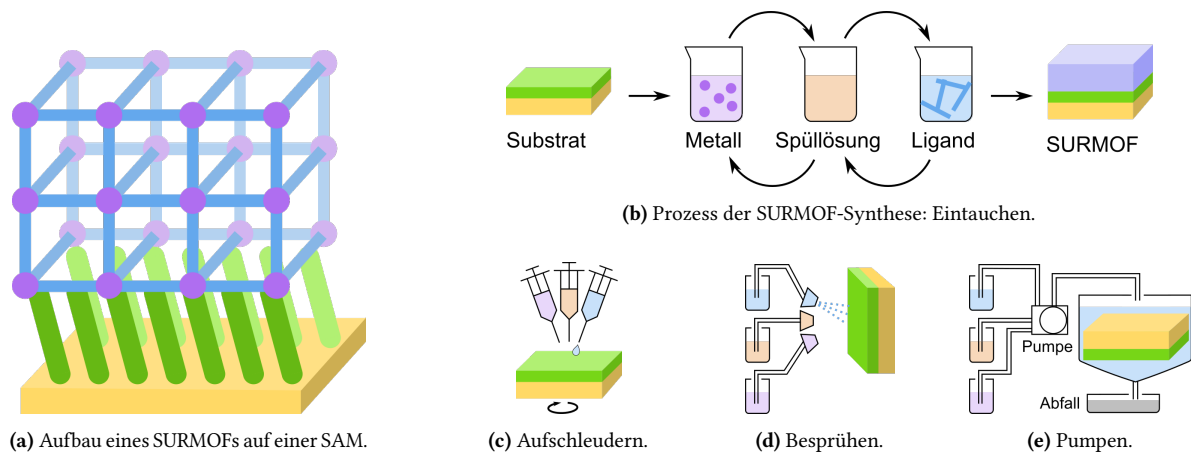 Substrat
Metall
Spüllösung
Ligand
SURMOF
(b) Prozess der SURMOF-Synthese: Eintauchen.
Pumpe
Abfall
(a) Aufbau eines SURMOFs auf einer SAM.
(c) Aufschleudern.
(d) Besprühen.
(e) Pumpen.